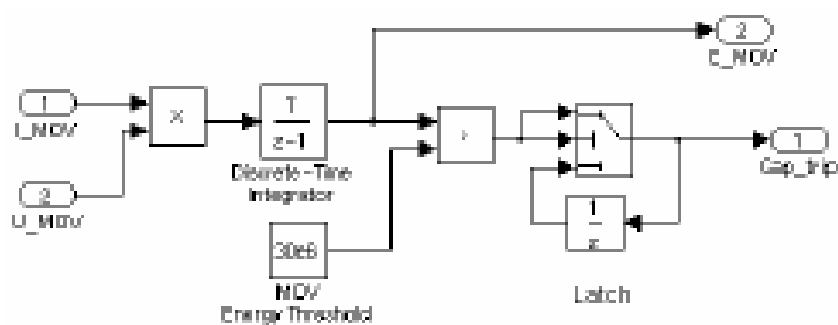 2
E_MOV
1
I_MOV
×
T
z-1
>
1
Gap_trip
Discrete-Time
Integrator
2
U_MOV
1
z
30e6
MOV
Energy Threshold
Latch